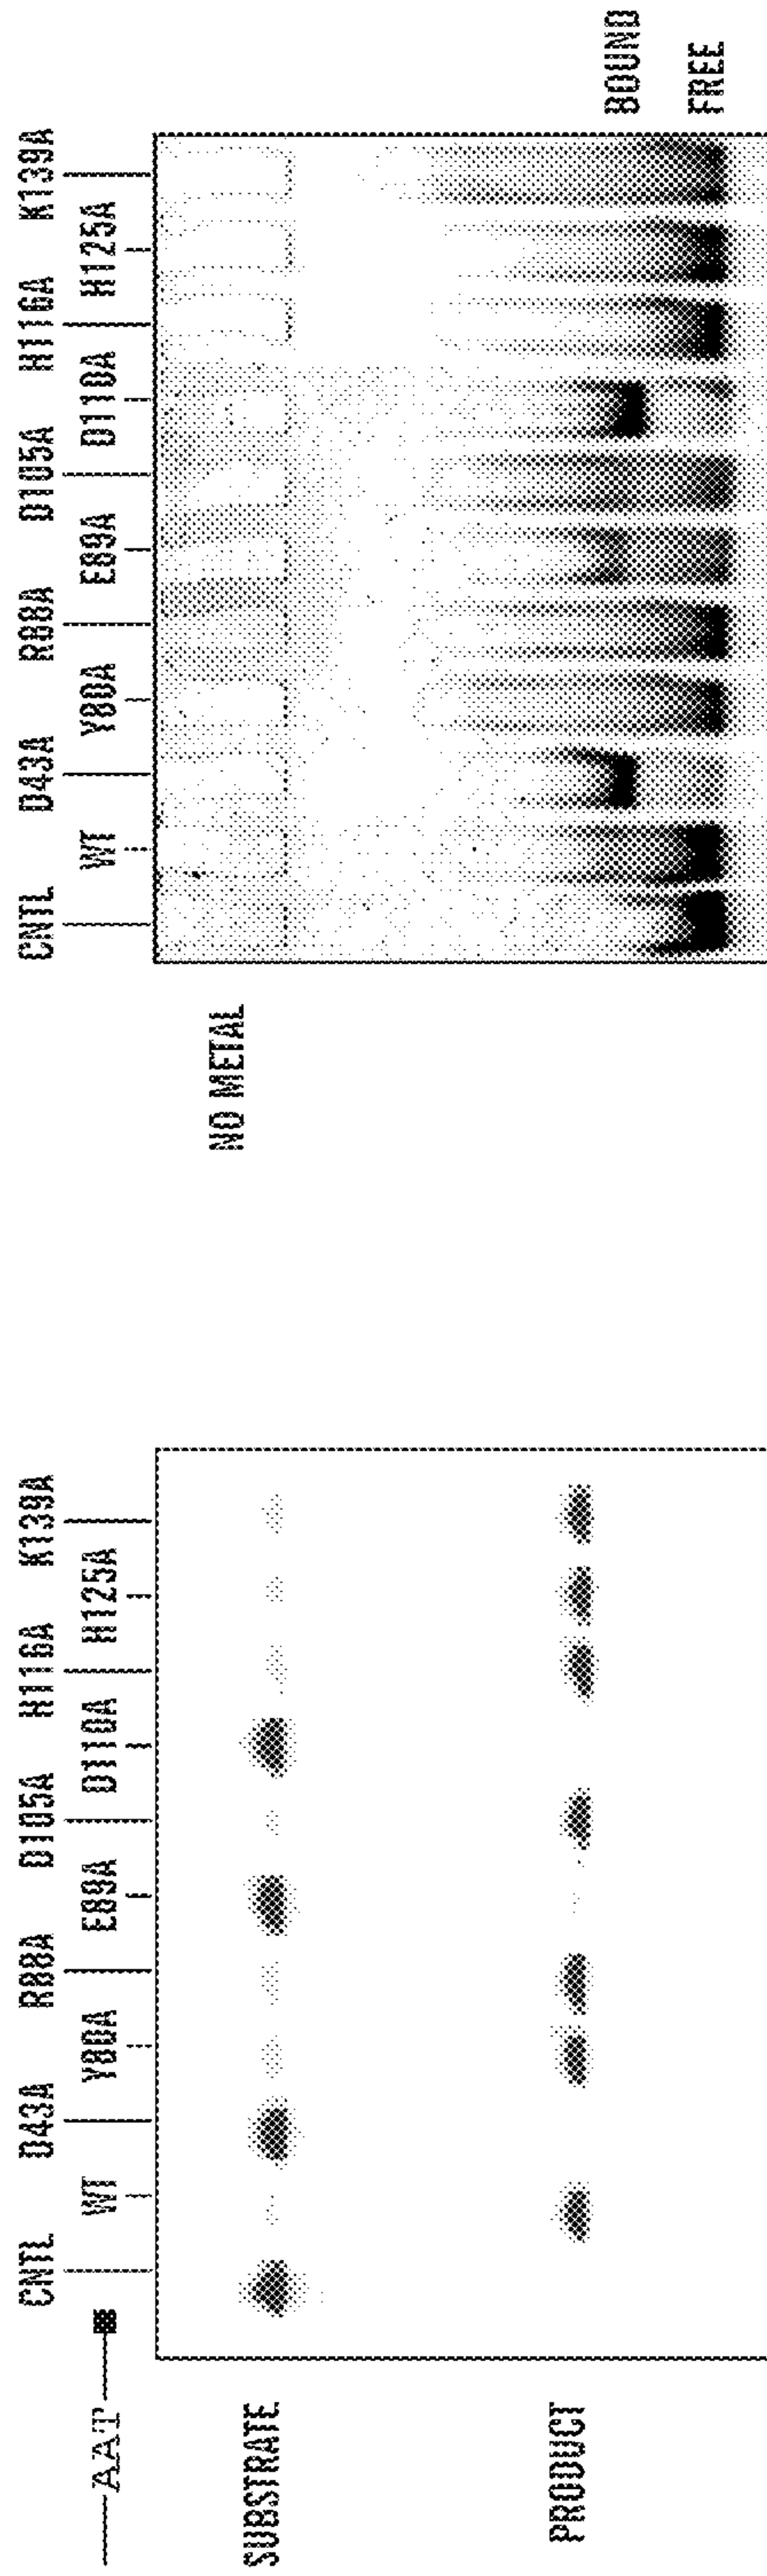 AAT
CNTL D43A R88A D105A H116A K139A
WT Y80A E89A D110A H125A
SUBSTRATE
PRODUCT
CNTL D43A R88A D105A H116A K139A
WT Y80A E89A D110A H125A
NO METAL
BOUND
FREE